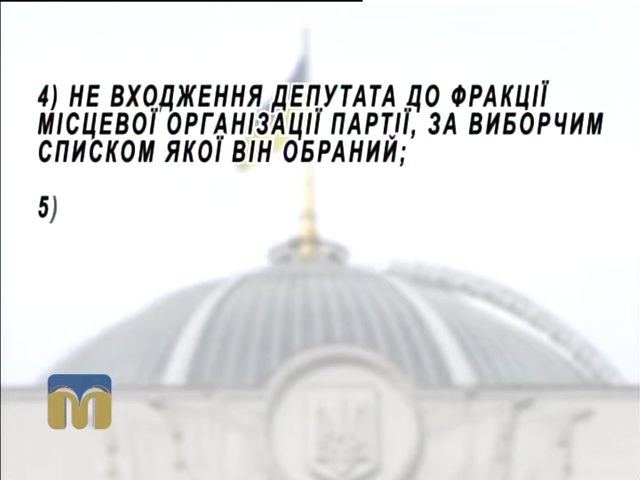 4) НЕ ВХОДЖЕННЯ ДЕПУТАТА ДО ФРАКЦІЇ
МІСЦЕВОЇ ОРГАНІЗАЦІЇ ПАРТІЇ, ЗА ВИБОРЧИМ
СПИСКОМ ЯКОЇ ВІН ОБРАНИЙ;
5)